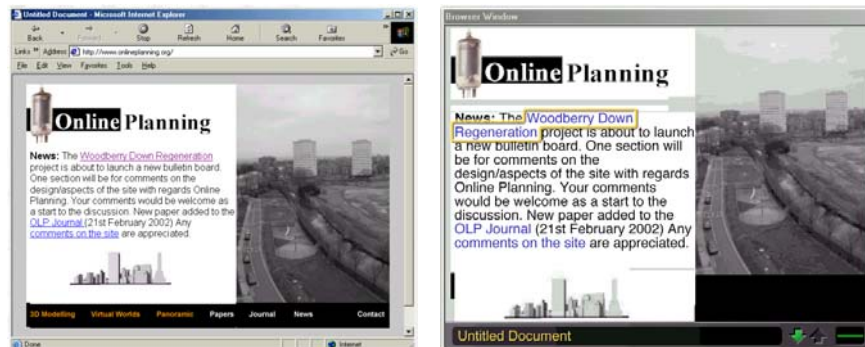 Untitled Document - Microsoft Internet Explorer
Back
Forward
Stop
Refresh
Home
Search
Favorites
Links
Address
http://www.onlineplanning.org/
Go
File Edit View Favorites Tools Help
Online Planning
News: The Woodberry Down Regeneration
project is about to launch a new bulletin board.
One section will be for comments on the
design/aspects of the site with regards Online
Planning. Your comments would be welcome as
a start to the discussion. New paper added to the
OLP Journal (21st February 2002) Any
comments on the site are appreciated.
3D Modelling Virtual Worlds Panoramic Papers Journal News Contact
Done
Internet
Browser Window
Online Planning
News: The Woodberry Down
Regeneration project is about to launch
a new bulletin board. One section will
be for comments on the
design/aspects of the site with regards
Online Planning. Your comments
would be welcome as a start to the
discussion. New paper added to the
OLP Journal (21st February 2002) Any
comments on the site are appreciated.
Untitled Document